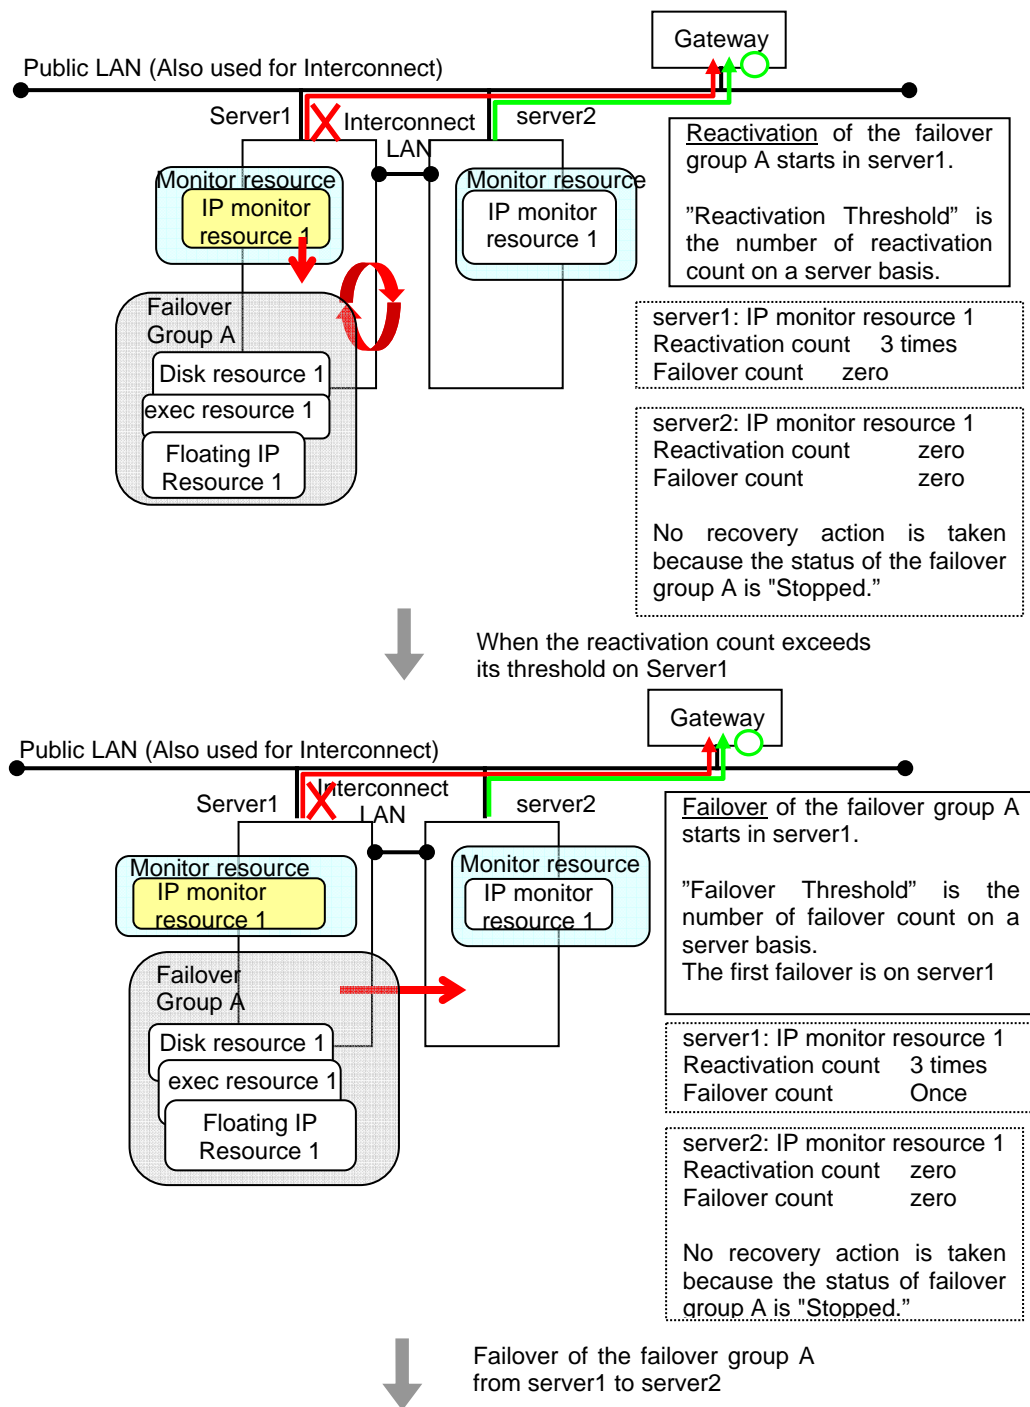 Gateway
Public LAN (Also used for Interconnect)
Server1
Interconnect
LAN
server2
Monitor resource
IP monitor
resource 1
Monitor resource
IP monitor
resource 1
Failover
Group A
Disk resource 1
exec resource 1
Floating IP
Resource 1
Reactivation of the failover
group A starts in server1.
”Reactivation Threshold” is
the number of reactivation
count on a server basis.
server1: IP monitor resource 1
Reactivation count 3 times
Failover count zero
server2: IP monitor resource 1
Reactivation count zero
Failover count zero
No recovery action is taken
because the status of the failover
group A is "Stopped.”
When the reactivation count exceeds
its threshold on Server1
Gateway
Public LAN (Also used for Interconnect)
Server1
Interconnect
LAN
server2
Monitor resource
IP monitor
resource 1
Monitor resource
IP monitor
resource 1
Failover
Group A
Disk resource 1
exec resource 1
Floating IP
Resource 1
Failover of the failover group A
starts in server1.
”Failover Threshold” is the
number of failover count on a
server basis.
The first failover is on server1
server1: IP monitor resource 1
Reactivation count 3 times
Failover count Once
server2: IP monitor resource 1
Reactivation count zero
Failover count zero
No recovery action is taken
because the status of failover
group A is "Stopped.”
Failover of the failover group A
from server1 to server2